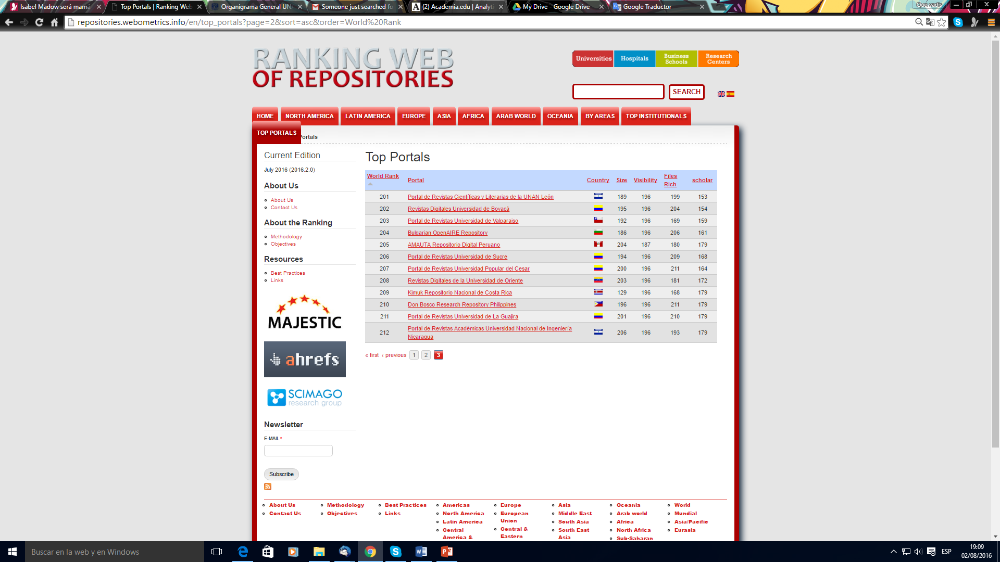 Isabel Madow será mamá
Top Portals | Ranking Web
Organigrama General UNA
Someone just searched fo
(2) Academia.edu | Analyti
My Drive - Google Drive
Google Traductor
Quo vadis
repositories.webometrics.info/en/top_portals?page=2&sort=asc&order=World%20Rank
RANKING WEB
OF REPOSITORIES
Universities
Hospitals
Business Schools
Research Centers
SEARCH
HOME
NORTH AMERICA
LATIN AMERICA
EUROPE
ASIA
AFRICA
ARAB WORLD
OCEANIA
BY AREAS
TOP INSTITUTIONALS
TOP PORTALS
Portals
Current Edition
July 2016 (2016.2.0)
About Us
About Us
Contact Us
About the Ranking
Methodology
Objectives
Resources
Best Practices
Links
MAJESTIC
ahrefs
SCIMAGO
research group
Newsletter
E-MAIL *
Subscribe
Top Portals
World Rank Portal Country Size Visibility Files Rich scholar
201 Portal de Revistas Científicas y Literarias de la UNAN León 189 196 199 153
202 Revistas Digitales Universidad de Boyacá 195 196 204 154
203 Portal de Revistas Universidad de Valparaiso 192 196 169 159
204 Bulgarian OpenAIRE Repository 186 196 206 161
205 AMAUTA Repositorio Digital Peruano 204 187 180 179
206 Portal de Revistas Universidad de Sucre 194 196 209 168
207 Portal de Revistas Universidad Popular del Cesar 200 196 211 164
208 Revistas Digitales de la Universidad de Oriente 203 196 181 172
209 Kimuk Repositorio Nacional de Costa Rica 129 196 168 179
210 Don Bosco Research Repository Philippines 196 196 211 179
211 Portal de Revistas Universidad de La Guajira 201 196 210 179
212 Portal de Revistas Académicas Universidad Nacional de Ingeniería Nicaragua 206 196 193 179
« first ‹ previous 1 2 3
About Us
Contact Us
Methodology
Objectives
Best Practices
Links
Americas
North America
Latin America
Central
America &
Europe
European
Union
Central &
Eastern
Asia
Middle East
South Asia
South East
Asia
Oceania
Arab world
Africa
North Africa
Sub-Saharan
World
Mundial
Asia/Pacific
Eurasia
Buscar en la web y en Windows
ESP
19:09
02/08/2016